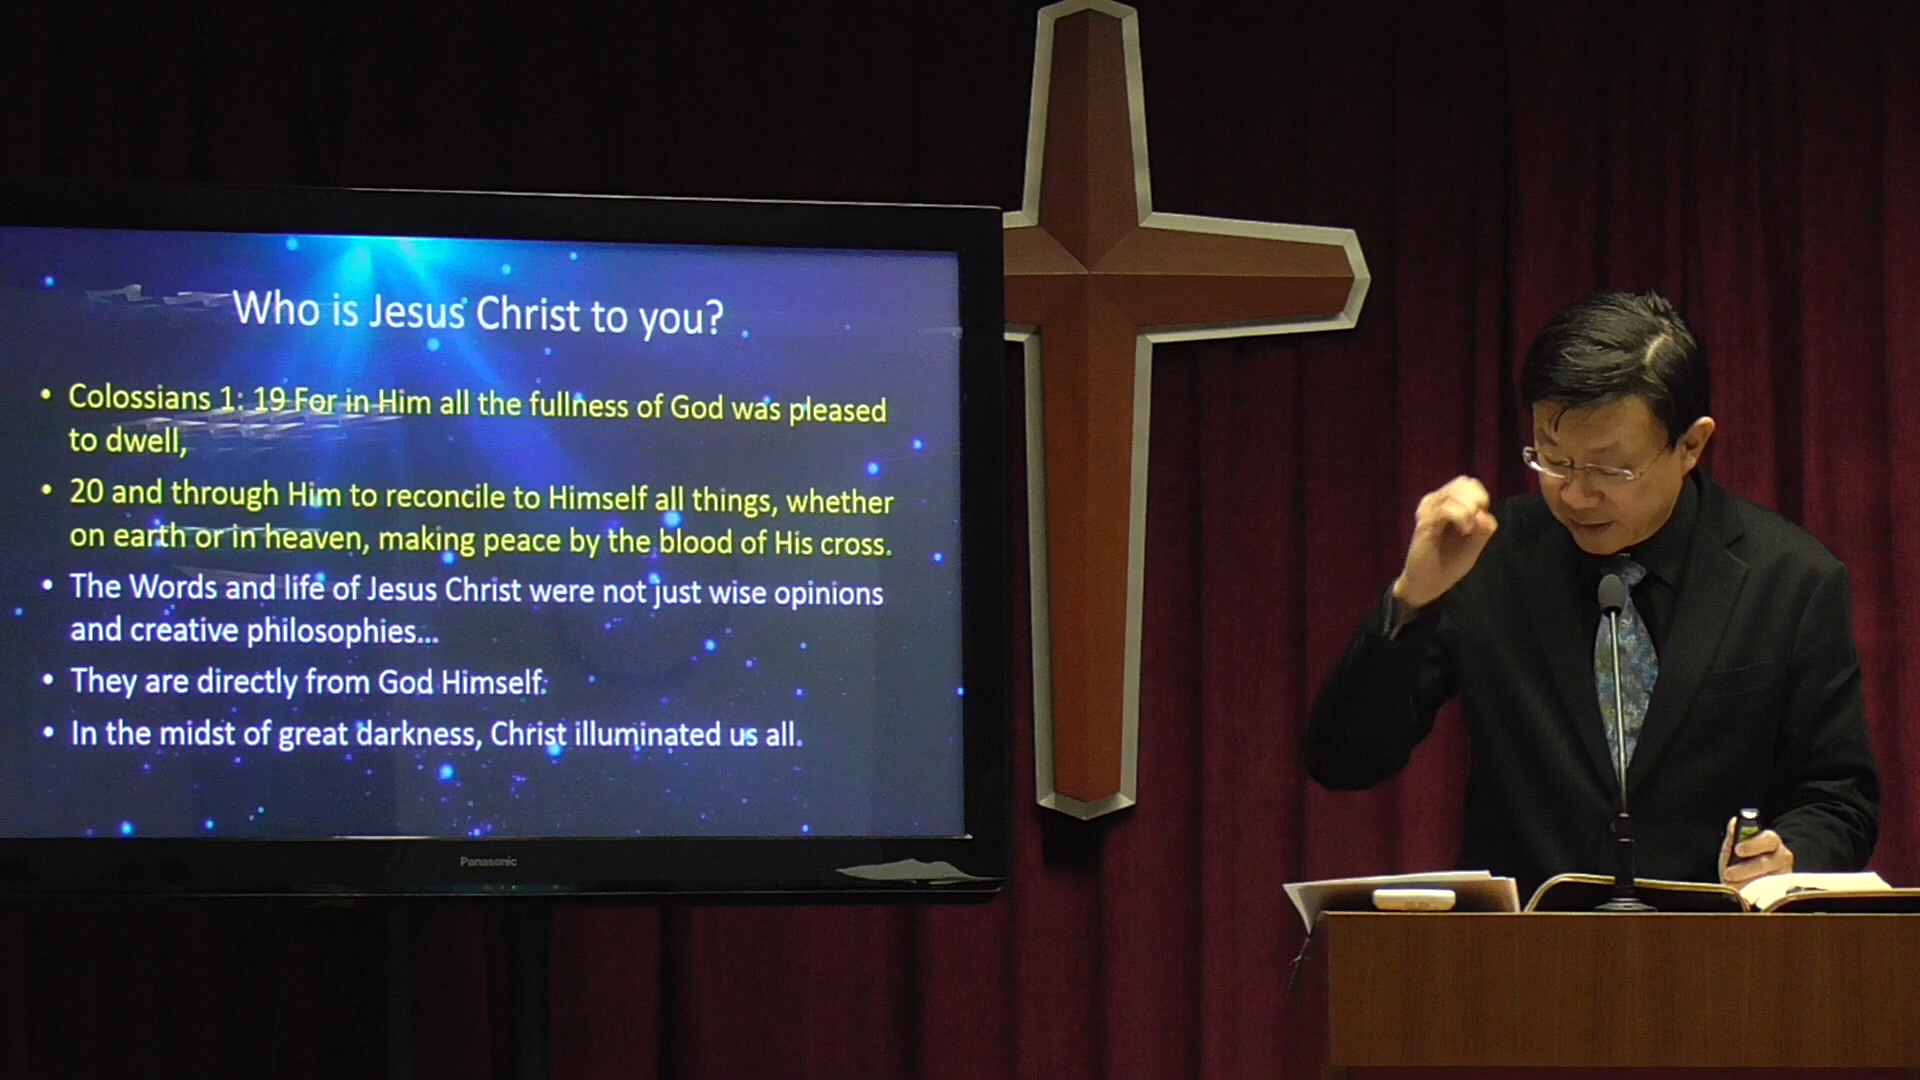 Who is Jesus Christ to you?
• Colossians 1: 19 For in Him all the fullness of God was pleased
to dwell,
• 20 and through Him to reconcile to Himself all things, whether
on earth or in heaven, making peace by the blood of His cross.
• The Words and life of Jesus Christ were not just wise opinions
and creative philosophies...
• They are directly from God Himself.
• In the midst of great darkness, Christ illuminated us all.
Panasonic